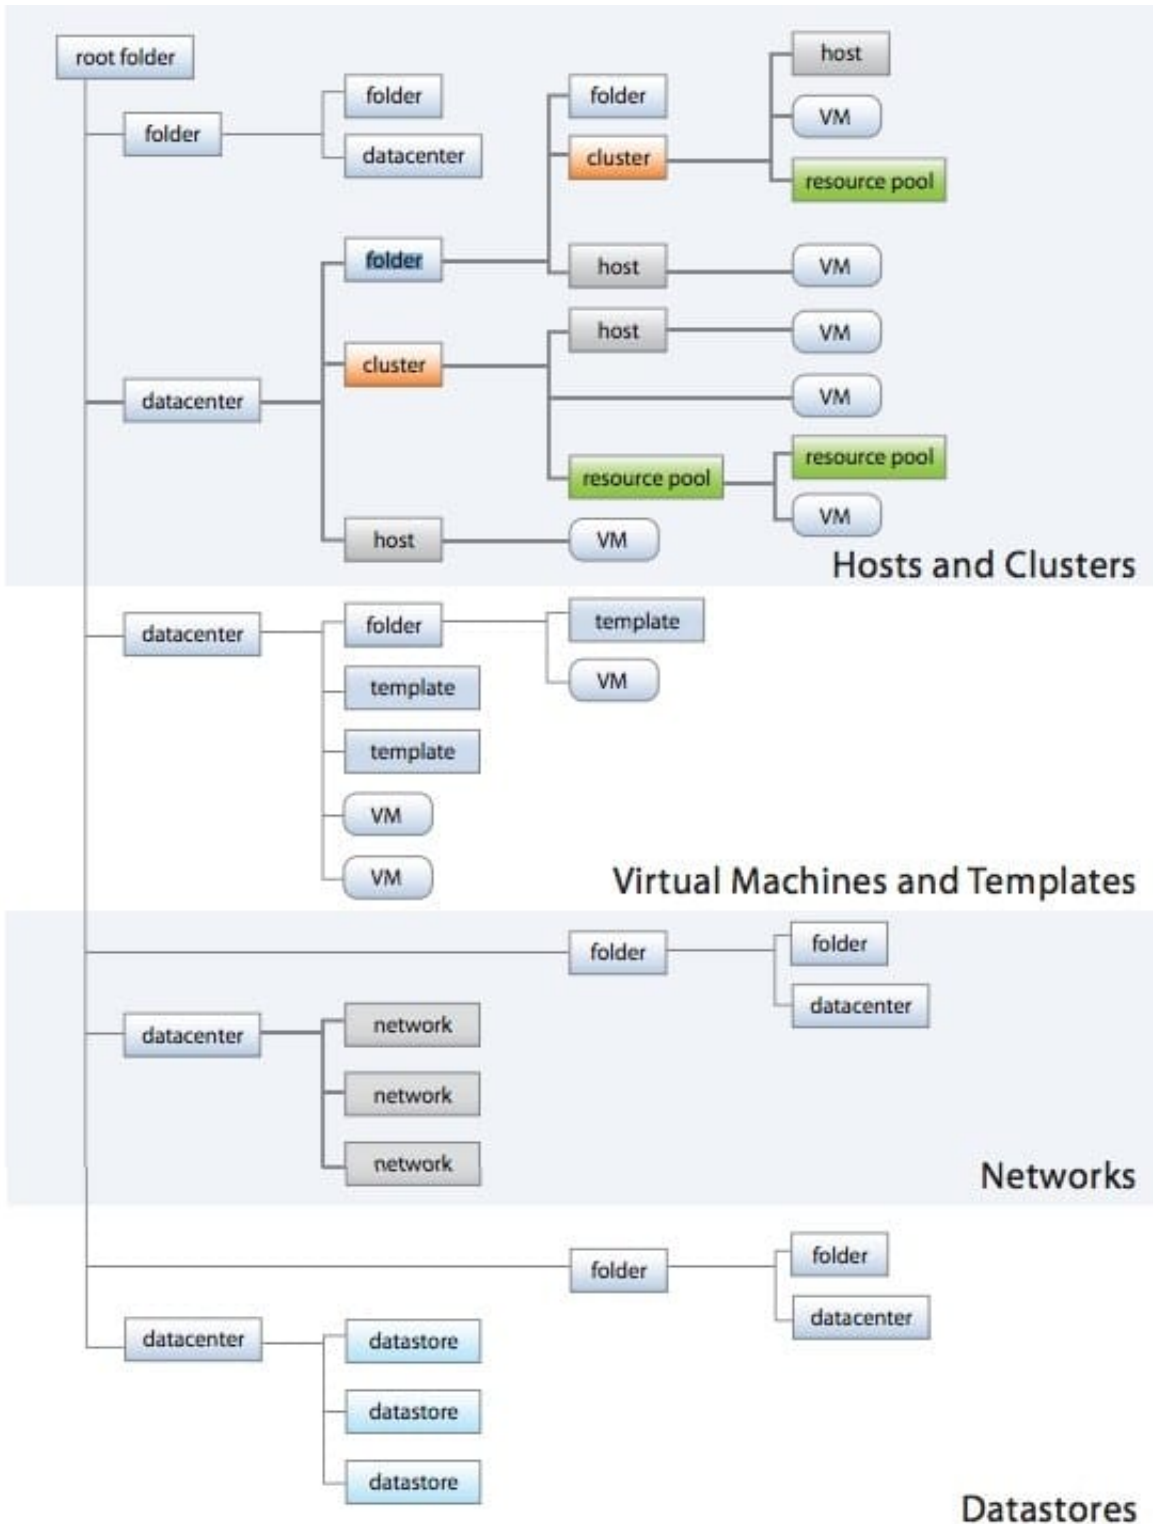 root folder
folder
folder
datacenter
folder
cluster
host
VM
resource pool
datacenter
folder
host
VM
cluster
host
VM
VM
resource pool
resource pool
VM
host
VM
Hosts and Clusters
datacenter
folder
template
VM
template
template
VM
VM
Virtual Machines and Templates
folder
folder
datacenter
datacenter
network
network
network
Networks
folder
folder
datacenter
datacenter
datastore
datastore
datastore
Datastores